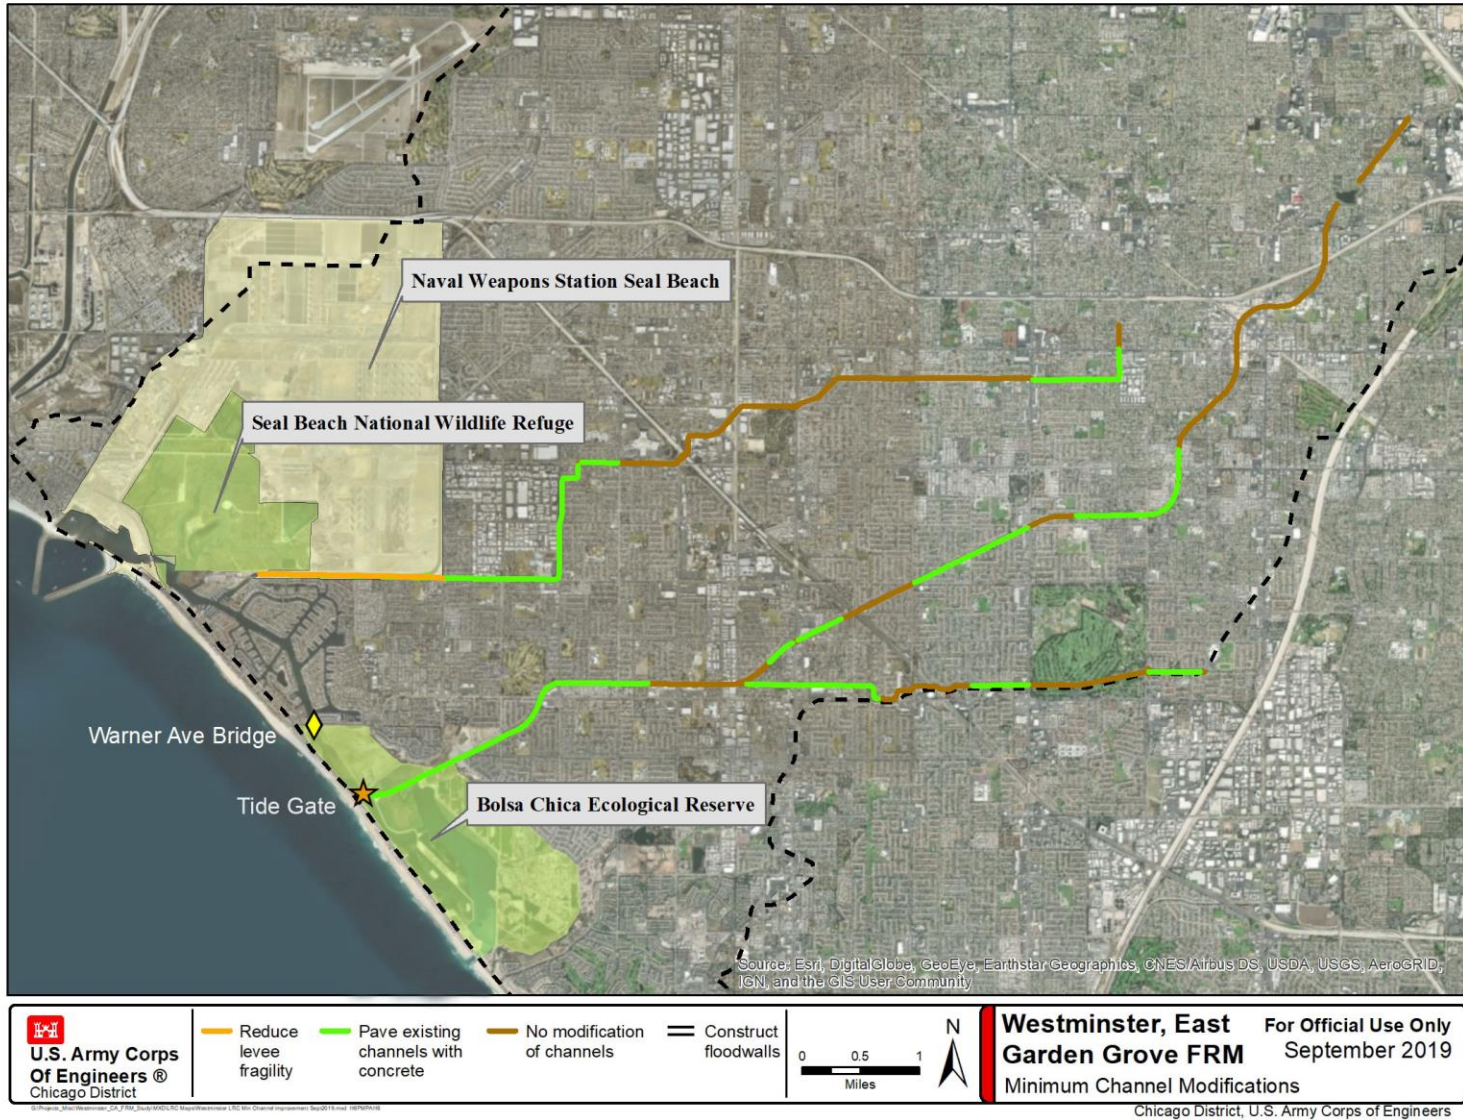 Naval Weapons Station Seal Beach
Seal Beach National Wildlife Refuge
Warner Ave Bridge
Tide Gate
Bolsa Chica Ecological Reserve
Source: Esri, DigitalGlobe, GeoEye, Earthstar Geographics, CNES/Airbus DS, USDA, USGS, AeroGRID,
IGN, and the GIS User Community
U.S. Army Corps
Of Engineers ®
Chicago District
Reduce
levee
fragility
Pave existing
channels with
concrete
No modification
of channels
Construct
floodwalls
0 0.5 1
Miles
N
Westminster, East
Garden Grove FRM
Minimum Channel Modifications
For Official Use Only
September 2019
Chicago District, U.S. Army Corps of Engineers